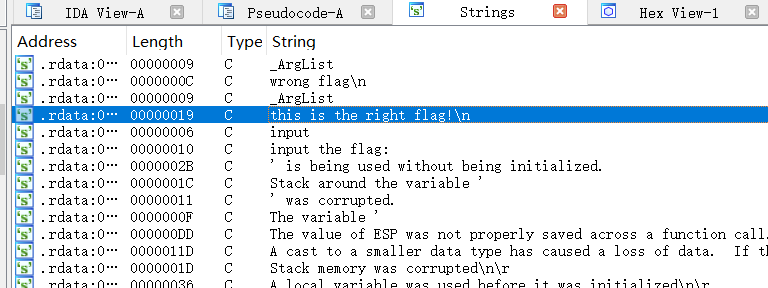 IDA View-A Pseudocode-A Strings Hex View-1
Address Length Type String
.rdata:0… 00000009 C _ArgList
.rdata:0… 0000000C C wrong flag\n
.rdata:0… 00000009 C _ArgList
.rdata:0… 00000019 C this is the right flag!\n
.rdata:0… 00000006 C input
.rdata:0… 00000010 C input the flag:
.rdata:0… 0000002B C ' is being used without being initialized.
.rdata:0… 0000001C C Stack around the variable '
.rdata:0… 00000011 C ' was corrupted.
.rdata:0… 0000000F C The variable '
.rdata:0… 000000DD C The value of ESP was not properly saved across a function call.
.rdata:0… 0000011D C A cast to a smaller data type has caused a loss of data. If th
.rdata:0… 0000001D C Stack memory was corrupted\n\r
.rdata:0… 00000036 C A local variable was used before it was initialized\n\r